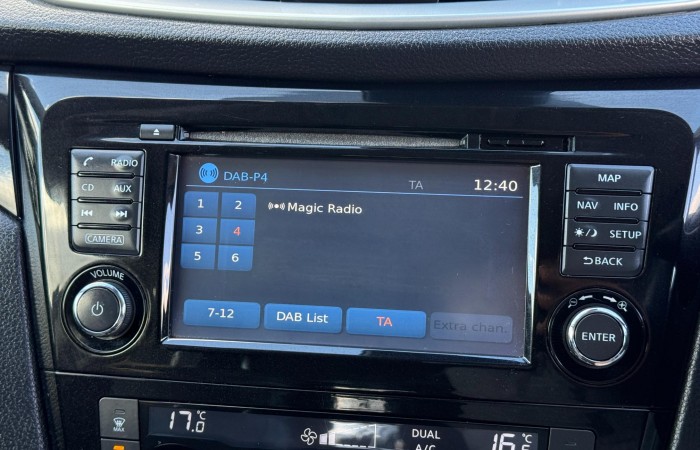 DAB-P4 TA 12:40
1 2 Magic Radio
3 4
5 6
7-12 DAB List TA Extra chan.
RADIO
CD AUX
CAMERA
VOLUME
MAP
NAV INFO
SETUP
BACK
ENTER
MAX
17.0 °C
DUAL
A/C
16 °C